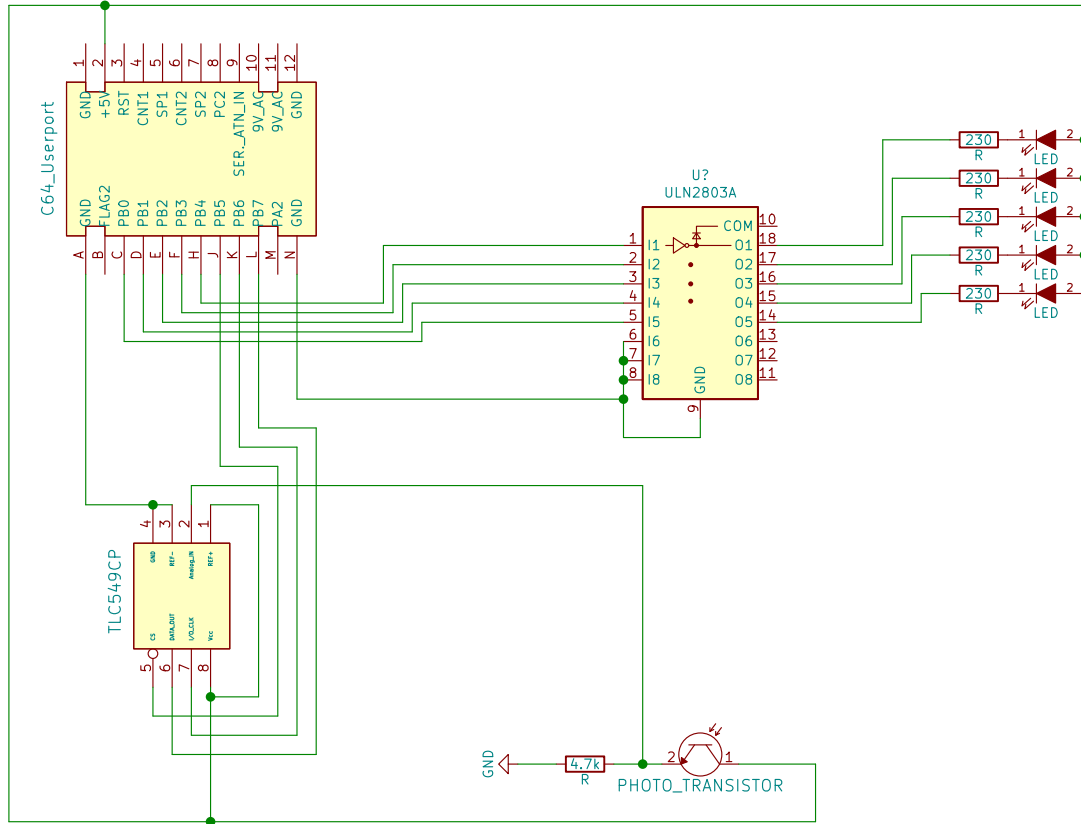 C64_Userport
1 2 3 4 5 6 7 8 9 10 11 12
GND +5V RST CNT1 SP1 CNT2 SP2 PC2 SER._ATN_IN 9V_AC 9V_AC GND
GND FLAG2 PB0 PB1 PB2 PB3 PB4 PB5 PB6 PB7 PA2 GND
A B C D E F H J K L M N
U?
ULN2803A
COM 10
1 I1 O1 18
2 I2 O2 17
3 I3 O3 16
4 I4 O4 15
5 I5 O5 14
6 I6 O6 13
7 I7 O7 12
8 I8 O8 11
GND
9
230 1 2
R LED
230 1 2
R LED
230 1 2
R LED
230 1 2
R LED
230 1 2
R LED
TLC549CP
4 3 2 1
GND REF- Analog_IN REF+
CS DATA_OUT I/O_CLK Vcc
5 6 7 8
GND
4.7k
R
2 1
PHOTO_TRANSISTOR